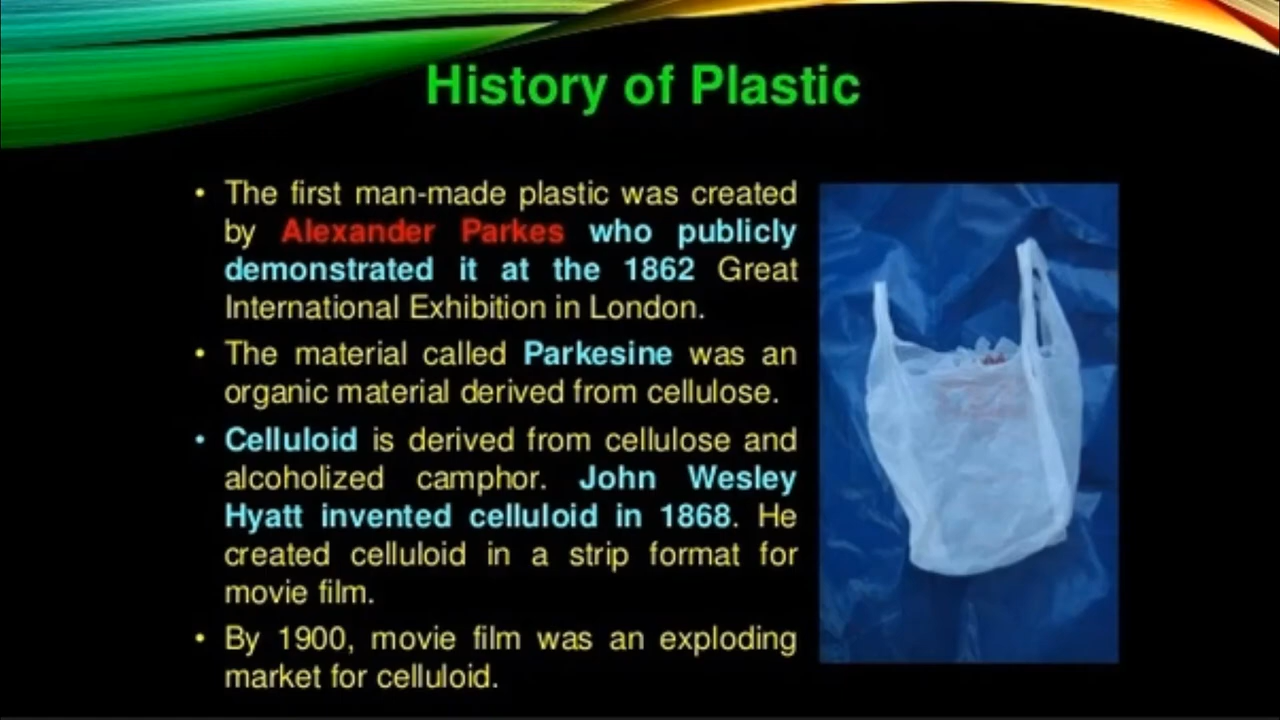 History of Plastic
• The first man-made plastic was created
by Alexander Parkes who publicly
demonstrated it at the 1862 Great
International Exhibition in London.
• The material called Parkesine was an
organic material derived from cellulose.
• Celluloid is derived from cellulose and
alcoholized camphor. John Wesley
Hyatt invented celluloid in 1868. He
created celluloid in a strip format for
movie film.
• By 1900, movie film was an exploding
market for celluloid.